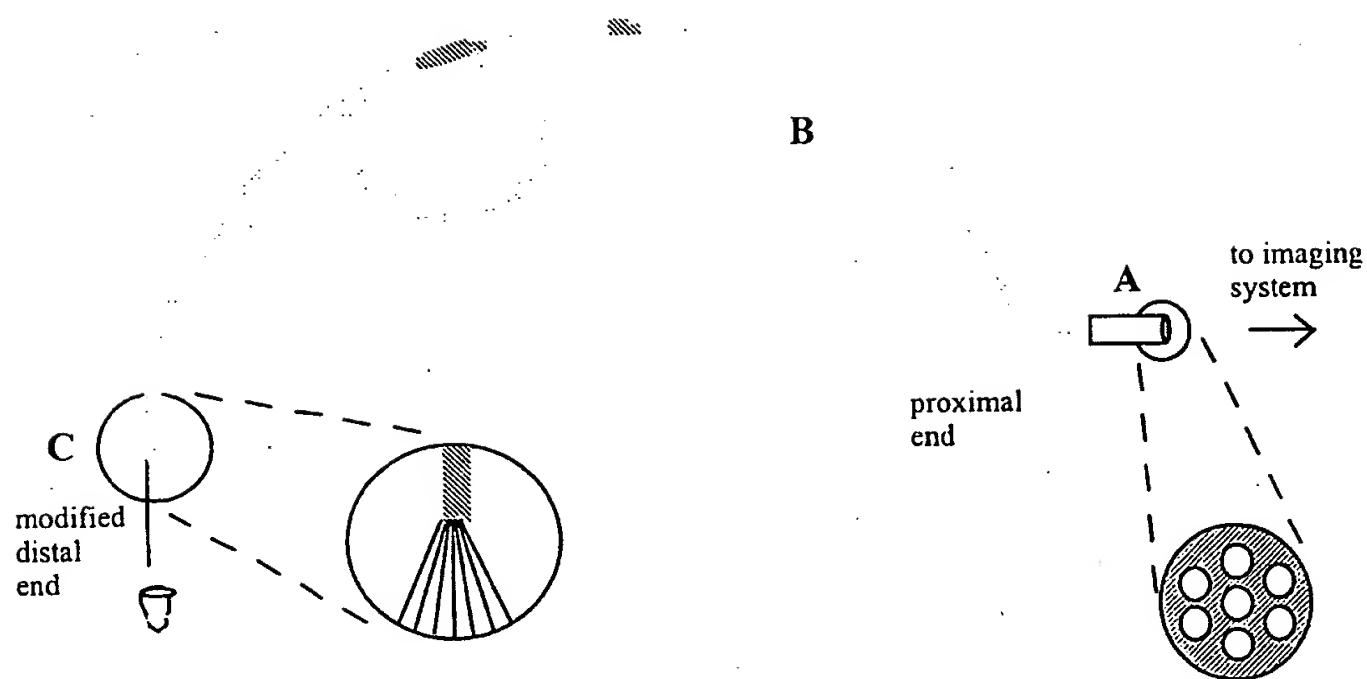 B
A
to imaging
system
proximal
end
C
modified
distal
end